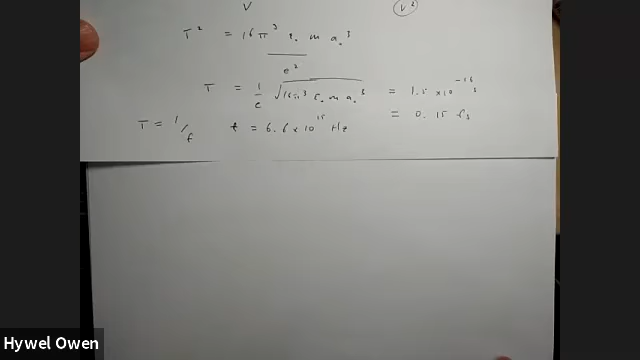 V V²
T² = 16π³ ε₀ m a₀³
e²
T = 1/e √16π³ ε₀ m a₀³ = 1.5 × 10⁻¹⁶ s
= 0.15 fs
T = 1/f f = 6.6 × 10¹⁵ Hz
Hywel Owen